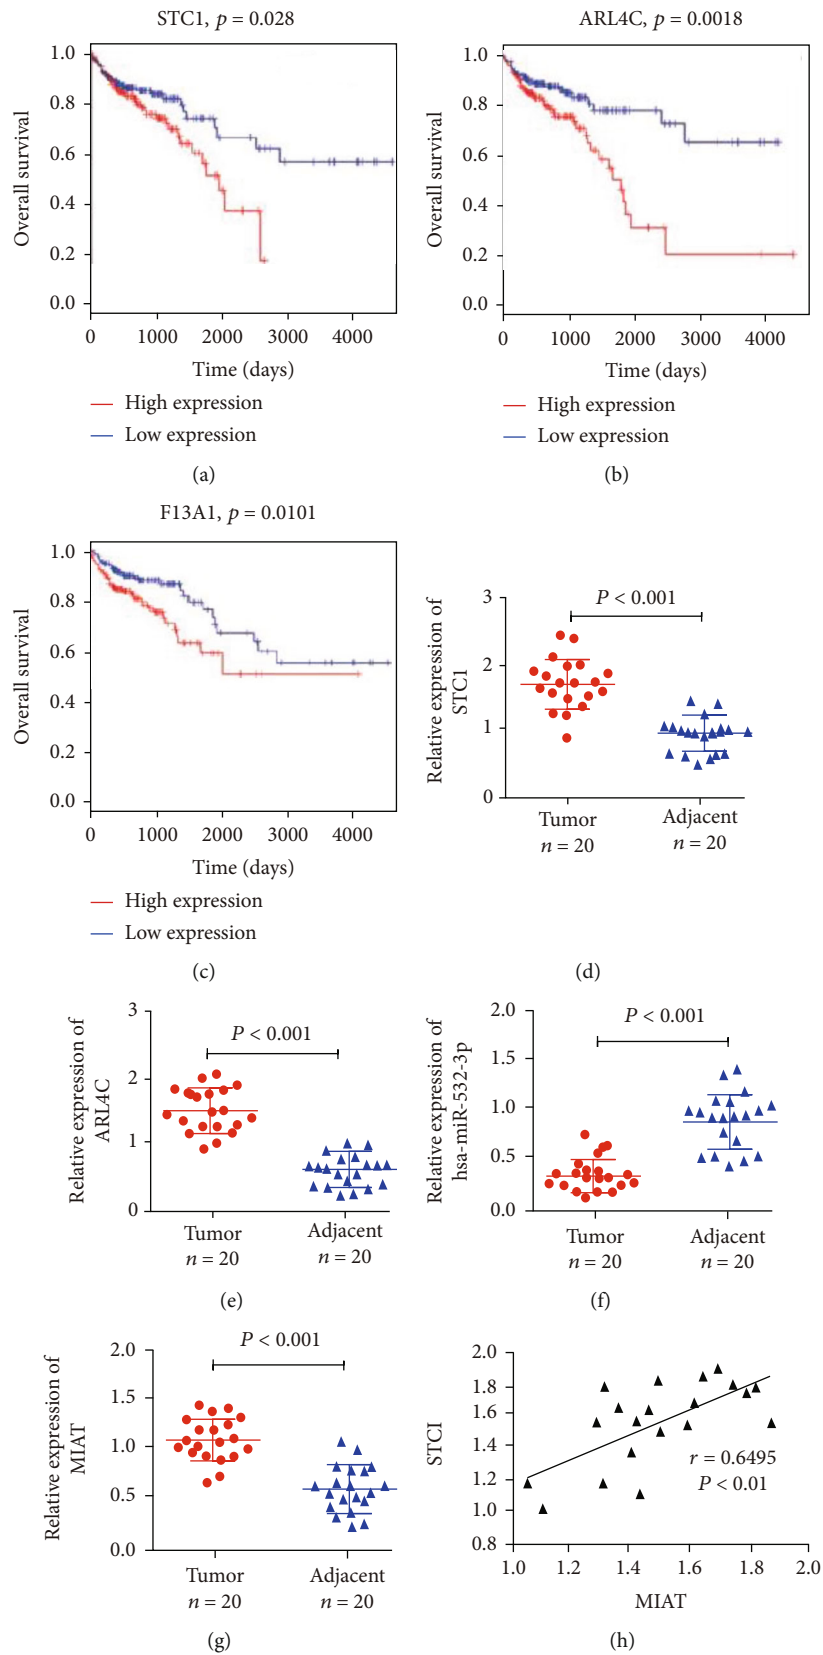 STC1, p = 0.028
1.0
0.8
0.6
0.4
0.2
0.0
Overall survival
0 1000 2000 3000 4000
Time (days)
High expression
Low expression
(a)
ARL4C, p = 0.0018
1.0
0.8
0.6
0.4
0.2
0.0
Overall survival
0 1000 2000 3000 4000
Time (days)
High expression
Low expression
(b)
F13A1, p = 0.0101
1.0
0.8
0.6
0.4
0.2
0.0
Overall survival
0 1000 2000 3000 4000
Time (days)
High expression
Low expression
(c)
P < 0.001
3
2
1
0
Relative expression of
STC1
Tumor Adjacent
n = 20 n = 20
(d)
P < 0.001
3
2
1
0
Relative expression of
ARL4C
Tumor Adjacent
n = 20 n = 20
(e)
P < 0.001
2.0
1.5
1.0
0.5
0.0
Relative expression of
hsa-miR-532-3p
Tumor Adjacent
n = 20 n = 20
(f)
P < 0.001
2.0
1.5
1.0
0.5
0.0
Relative expression of
MIAT
Tumor Adjacent
n = 20 n = 20
(g)
2.0
1.8
1.6
1.4
1.2
1.0
0.8
STCI
r = 0.6495
P < 0.01
1.0 1.2 1.4 1.6 1.8 2.0
MIAT
(h)